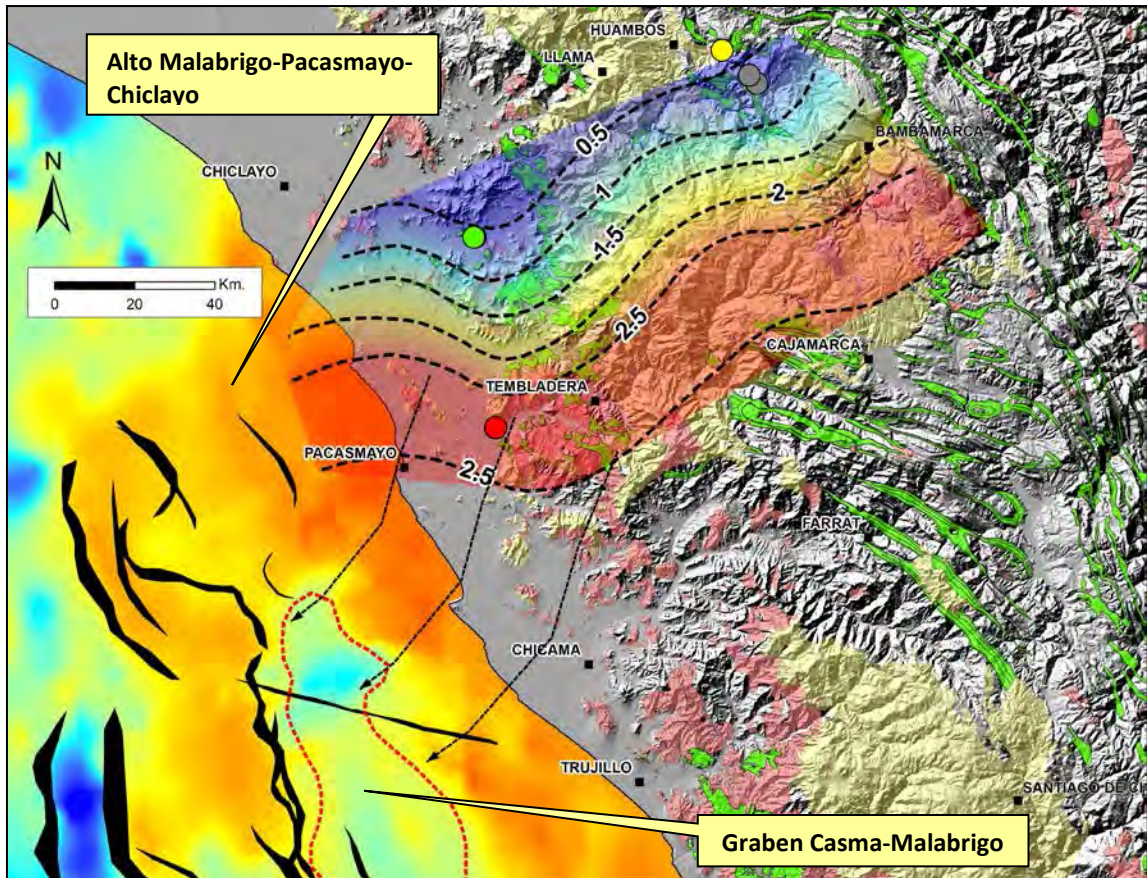 Alto Malabrigo-Pacasmayo-
Chiclayo
HUAMBOS
LLAMA
BAMBAMARCA
N
CHICLAYO
0.5
1
2
1.5
2.5
Km.
0 20 40
CAJAMARCA
TEMBLADERA
PACASMAYO
2.5
FARRAT
CHICAMA
TRUJILLO
SANTIAGO DE CH
Graben Casma-Malabrigo